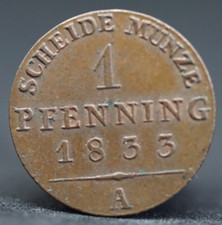 SCHEIDE MÜNZE
1
PFENNING
1833
A